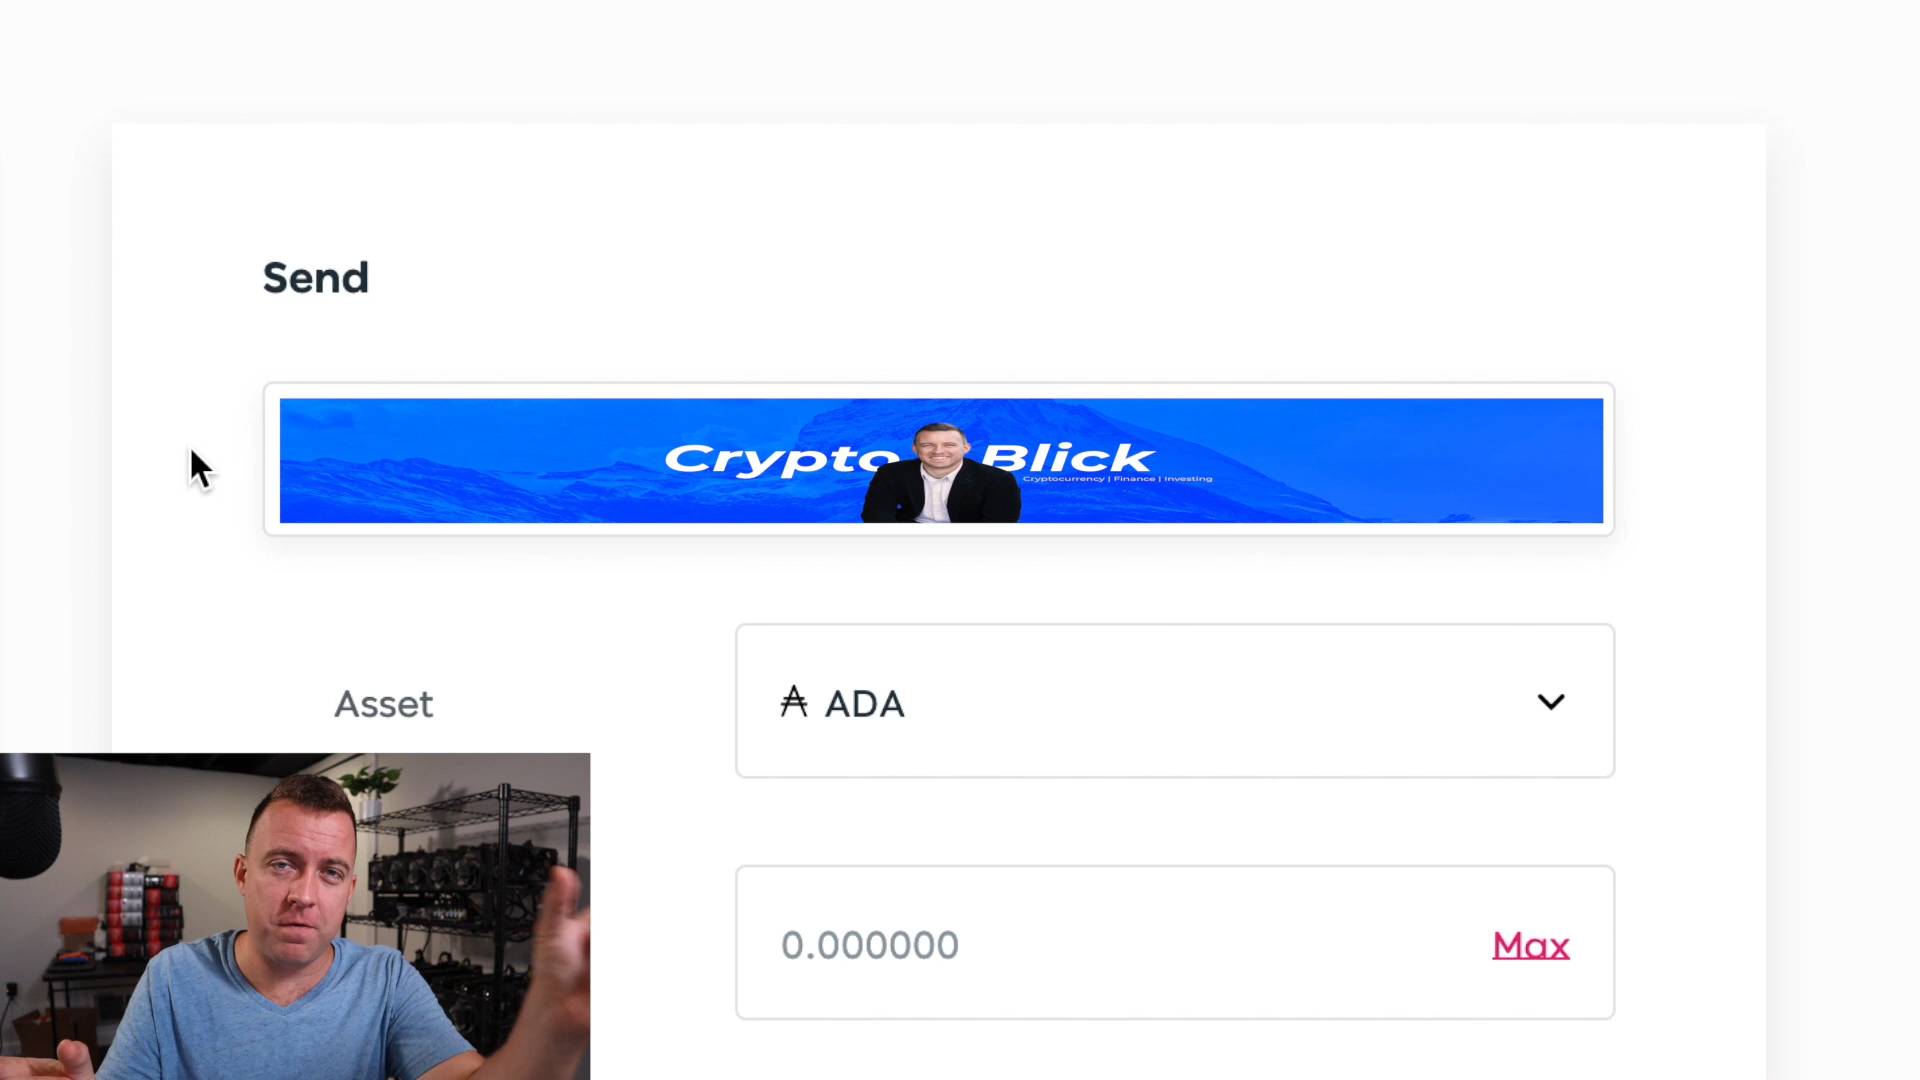 Send
Crypto Blick
Cryptocurrency | Finance | Investing
Asset
₳ ADA
0.000000
Max